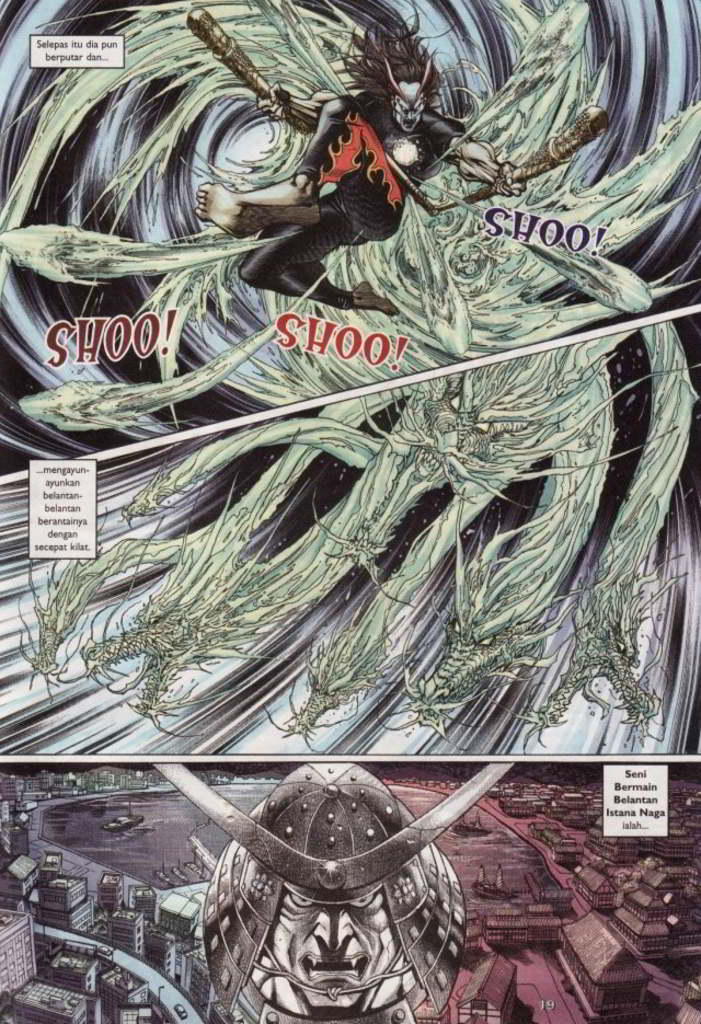 Selepas itu dia pun
berputar dan...
SHOO!
SHOO!
SHOO!
...mengayun-
ayunkan
belantan-
belantan
berantainya
dengan
secepat kilat.
Seni
Bermain
Belantan
Istana Naga
ialah...
19